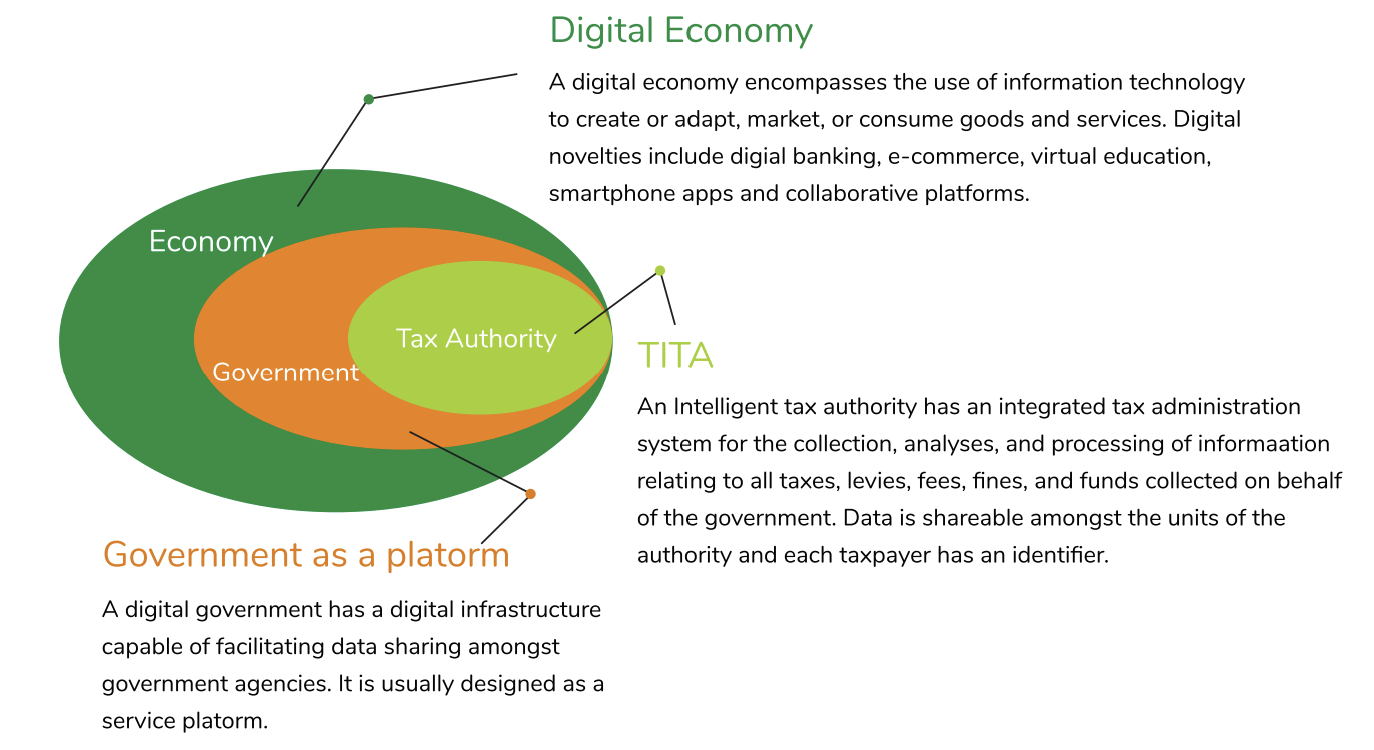 Digital Economy
A digital economy encompasses the use of information technology
to create or adapt, market, or consume goods and services. Digital
novelties include digial banking, e-commerce, virtual education,
smartphone apps and collaborative platforms.
Economy
Tax Authority
Government
TITA
An Intelligent tax authority has an integrated tax administration
system for the collection, analyses, and processing of informaation
relating to all taxes, levies, fees, fines, and funds collected on behalf
of the government. Data is shareable amongst the units of the
authority and each taxpayer has an identifier.
Government as a platorm
A digital government has a digital infrastructure
capable of facilitating data sharing amongst
government agencies. It is usually designed as a
service platorm.